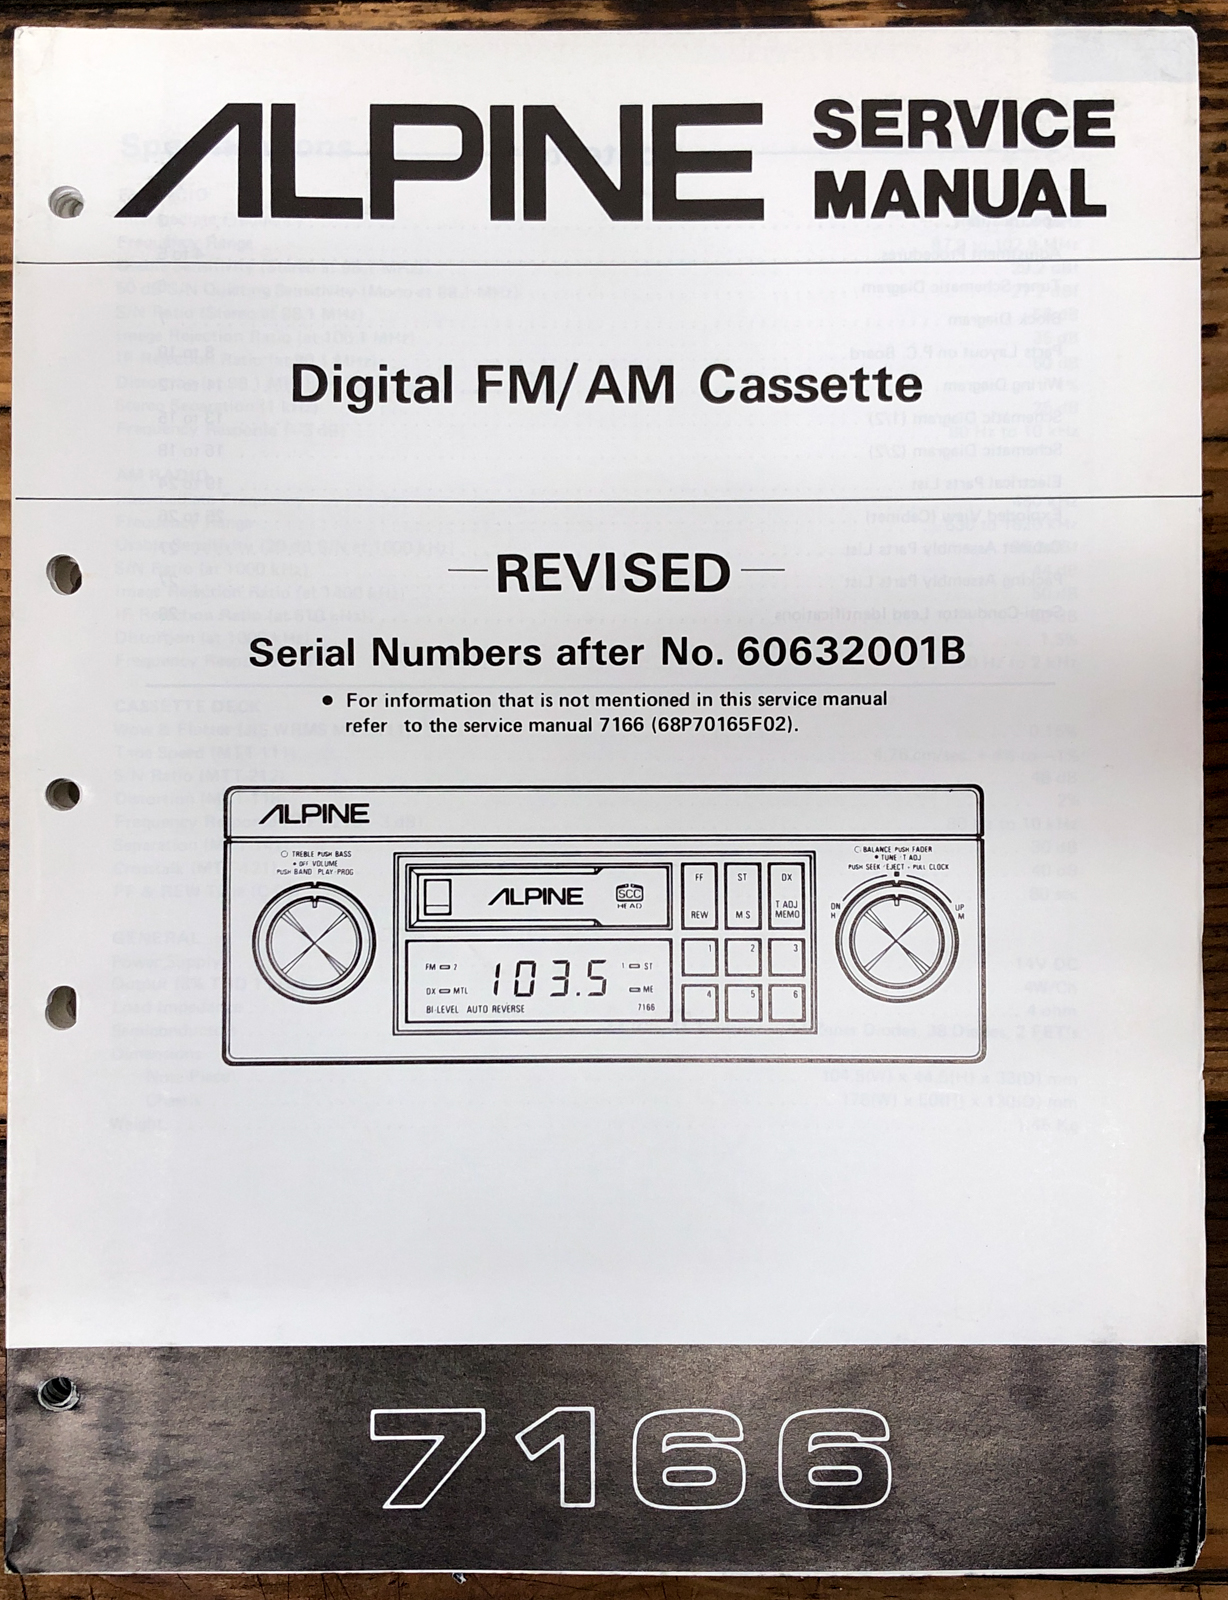 ALPINE SERVICE
MANUAL
Digital FM/AM Cassette
— REVISED —
Serial Numbers after No. 60632001B
● For information that is not mentioned in this service manual
refer to the service manual 7166 (68P70165F02).
ALPINE
TREBLE PUSH BASS
• OFF VOLUME
PUSH BAND PLAY·PROG
ALPINE
SCC
HEAD
FF
REW
ST
M S
DX
T ADJ
MEMO
BALANCE PUSH FADER
• TUNE·T ADJ
PUSH SEEK·EJECT - PULL CLOCK
DN
H
UP
M
1
2
3
4
5
6
FM 103.5 ST
DX MTL ME
BI-LEVEL AUTO REVERSE 7166
7166